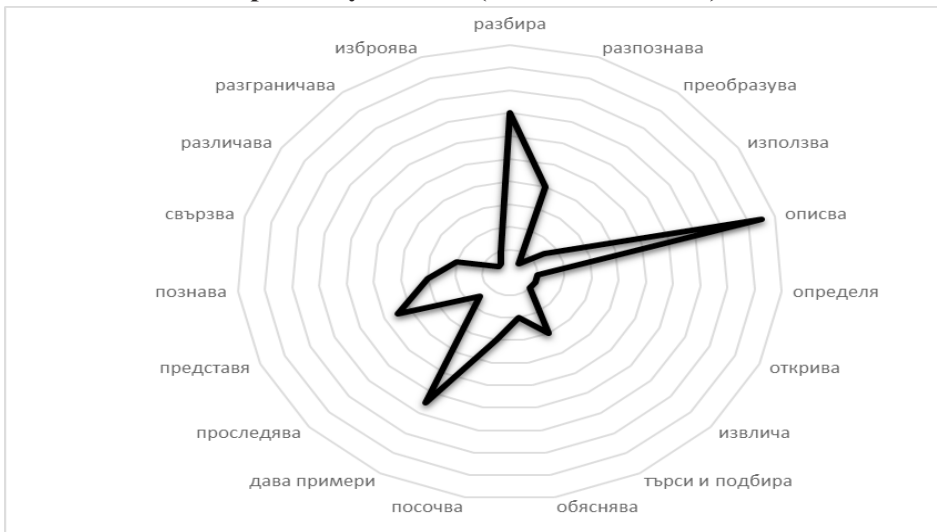 разбира
разпознава
преобразува
използва
описва
определя
открива
извлича
търси и подбира
обяснява
посочва
дава примери
проследява
представя
познава
свързва
различава
разграничава
изброява